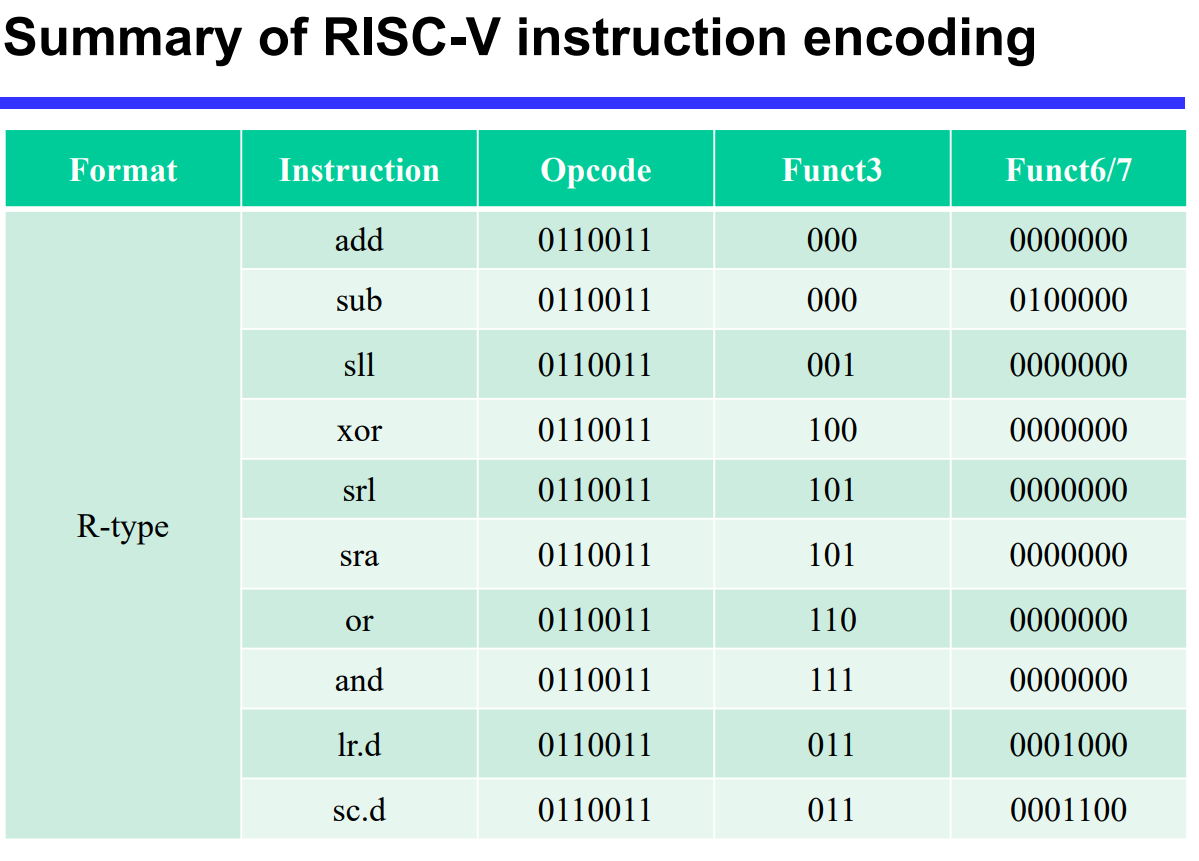 Summary of RISC-V instruction encoding
Format Instruction Opcode Funct3 Funct6/7
R-type
add 0110011 000 0000000
sub 0110011 000 0100000
sll 0110011 001 0000000
xor 0110011 100 0000000
srl 0110011 101 0000000
sra 0110011 101 0000000
or 0110011 110 0000000
and 0110011 111 0000000
lr.d 0110011 011 0001000
sc.d 0110011 011 0001100